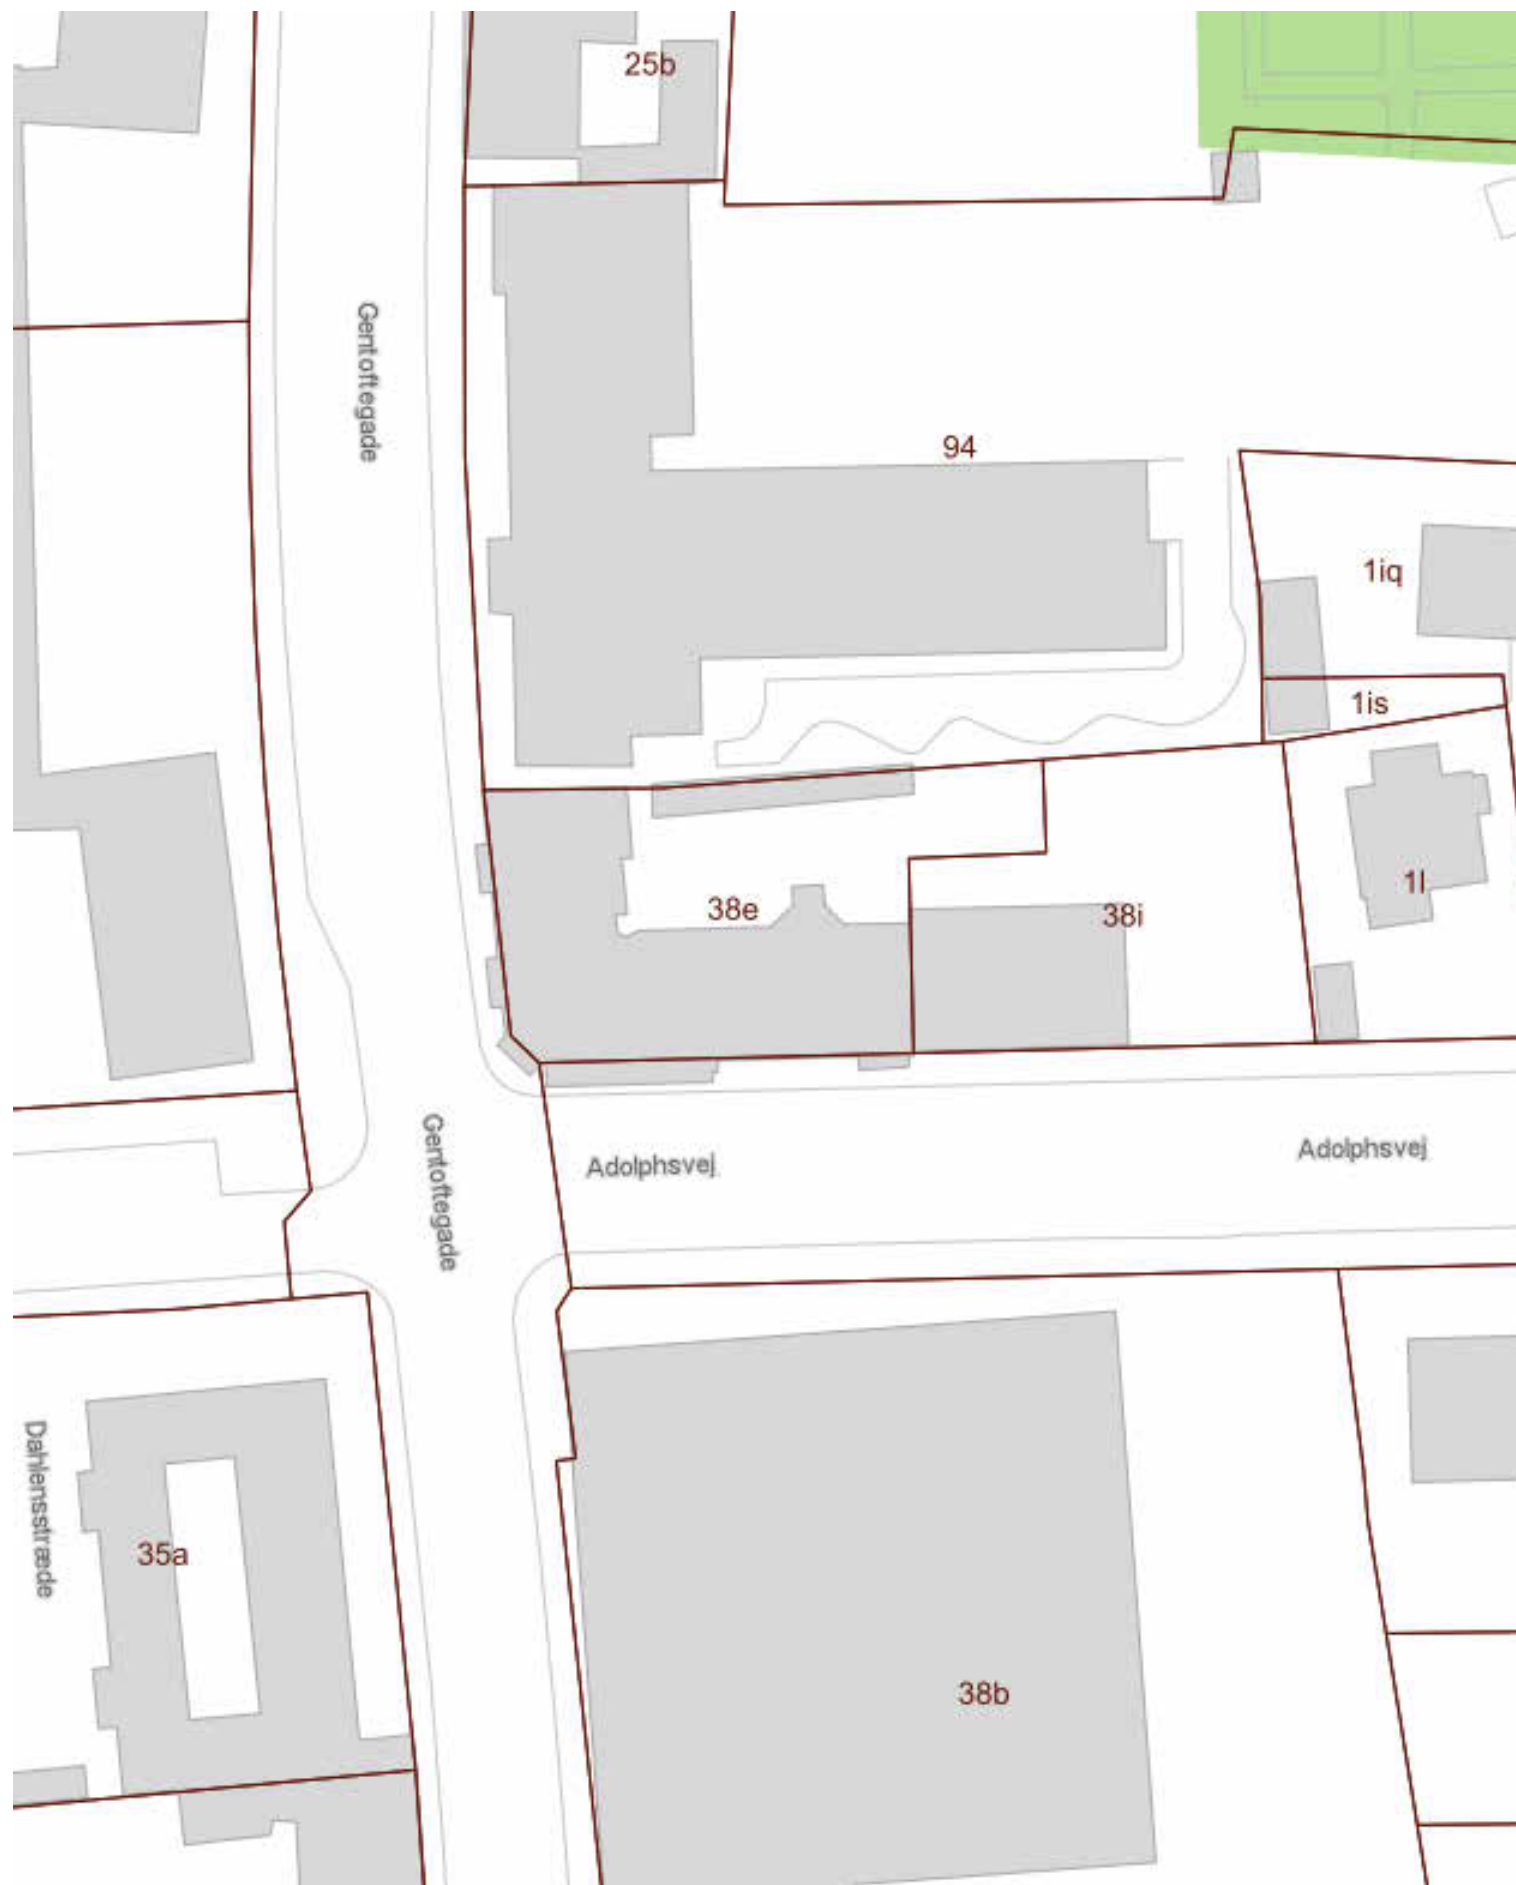 25b
Gentoftegade
94
1iq
1is
1l
38e
38i
Gentoftegade
Adolphsvej
Adolphsvej
Dahlensstræde
35a
38b